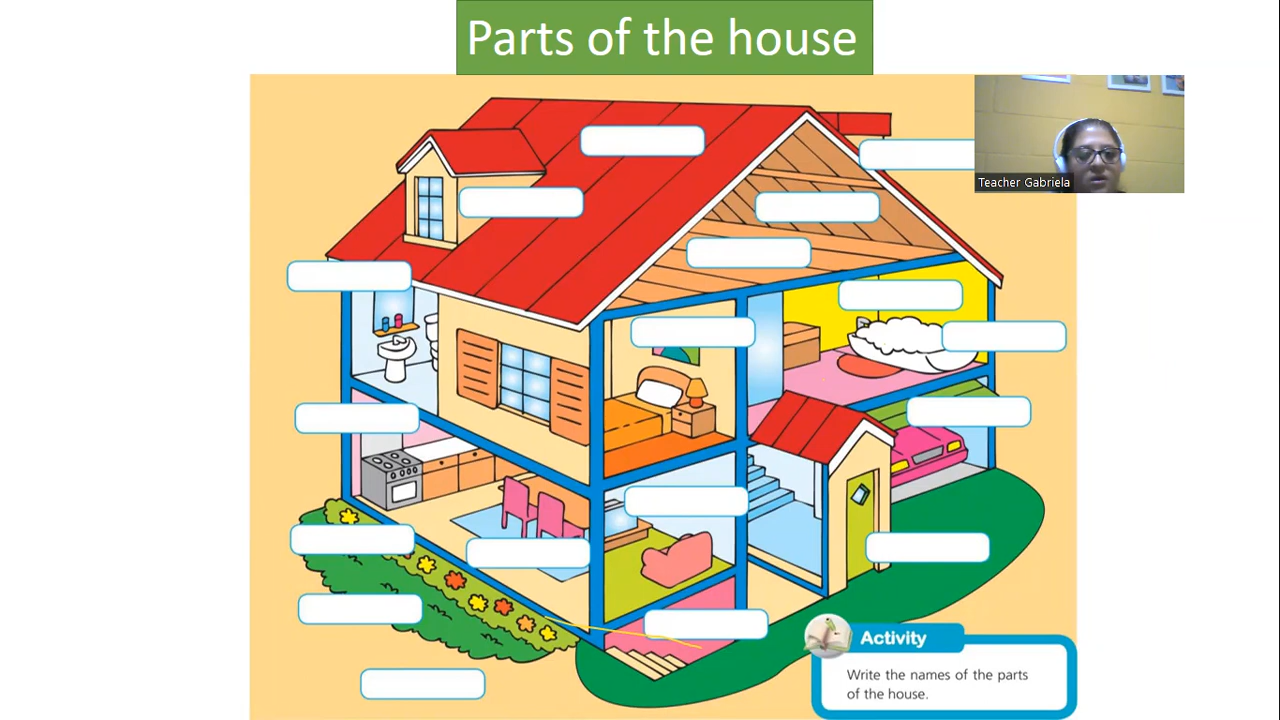 Parts of the house
Teacher Gabriela
Activity
Write the names of the parts
of the house.